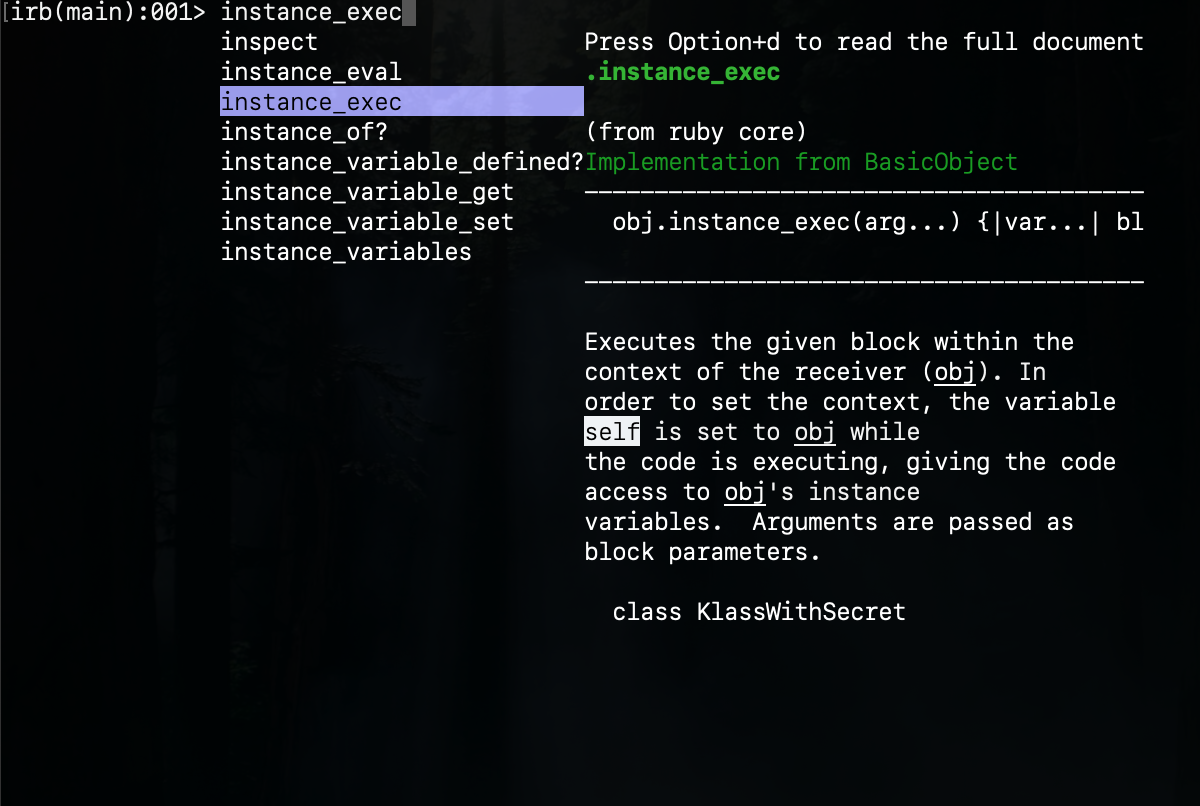 [irb(main):001> instance_exec
inspect
instance_eval
instance_exec
instance_of?
instance_variable_defined?
instance_variable_get
instance_variable_set
instance_variables
Press Option+d to read the full document
.instance_exec
(from ruby core)
Implementation from BasicObject
obj.instance_exec(arg...) {|var...| bl
Executes the given block within the
context of the receiver (obj). In
order to set the context, the variable
self is set to obj while
the code is executing, giving the code
access to obj's instance
variables.  Arguments are passed as
block parameters.
class KlassWithSecret